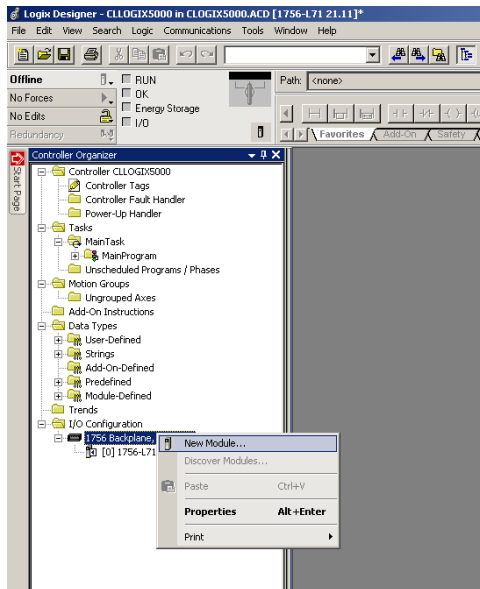 Logix Designer - CLLOGIX5000 in CLOGIX5000.ACD [1756-L71 21.11]*
File Edit View Search Logic Communications Tools Window Help
Offline
RUN
Path: <none>
No Forces
OK
Energy Storage
No Edits
I/O
Redundancy
Favorites Add-On Safety
Start Page
Controller Organizer
Controller CLLOGIX5000
Controller Tags
Controller Fault Handler
Power-Up Handler
Tasks
MainTask
MainProgram
Unscheduled Programs / Phases
Motion Groups
Ungrouped Axes
Add-On Instructions
Data Types
User-Defined
Strings
Add-On-Defined
Predefined
Module-Defined
Trends
I/O Configuration
1756 Backplane,
[0] 1756-L71
New Module...
Discover Modules...
Paste Ctrl+V
Properties Alt+Enter
Print